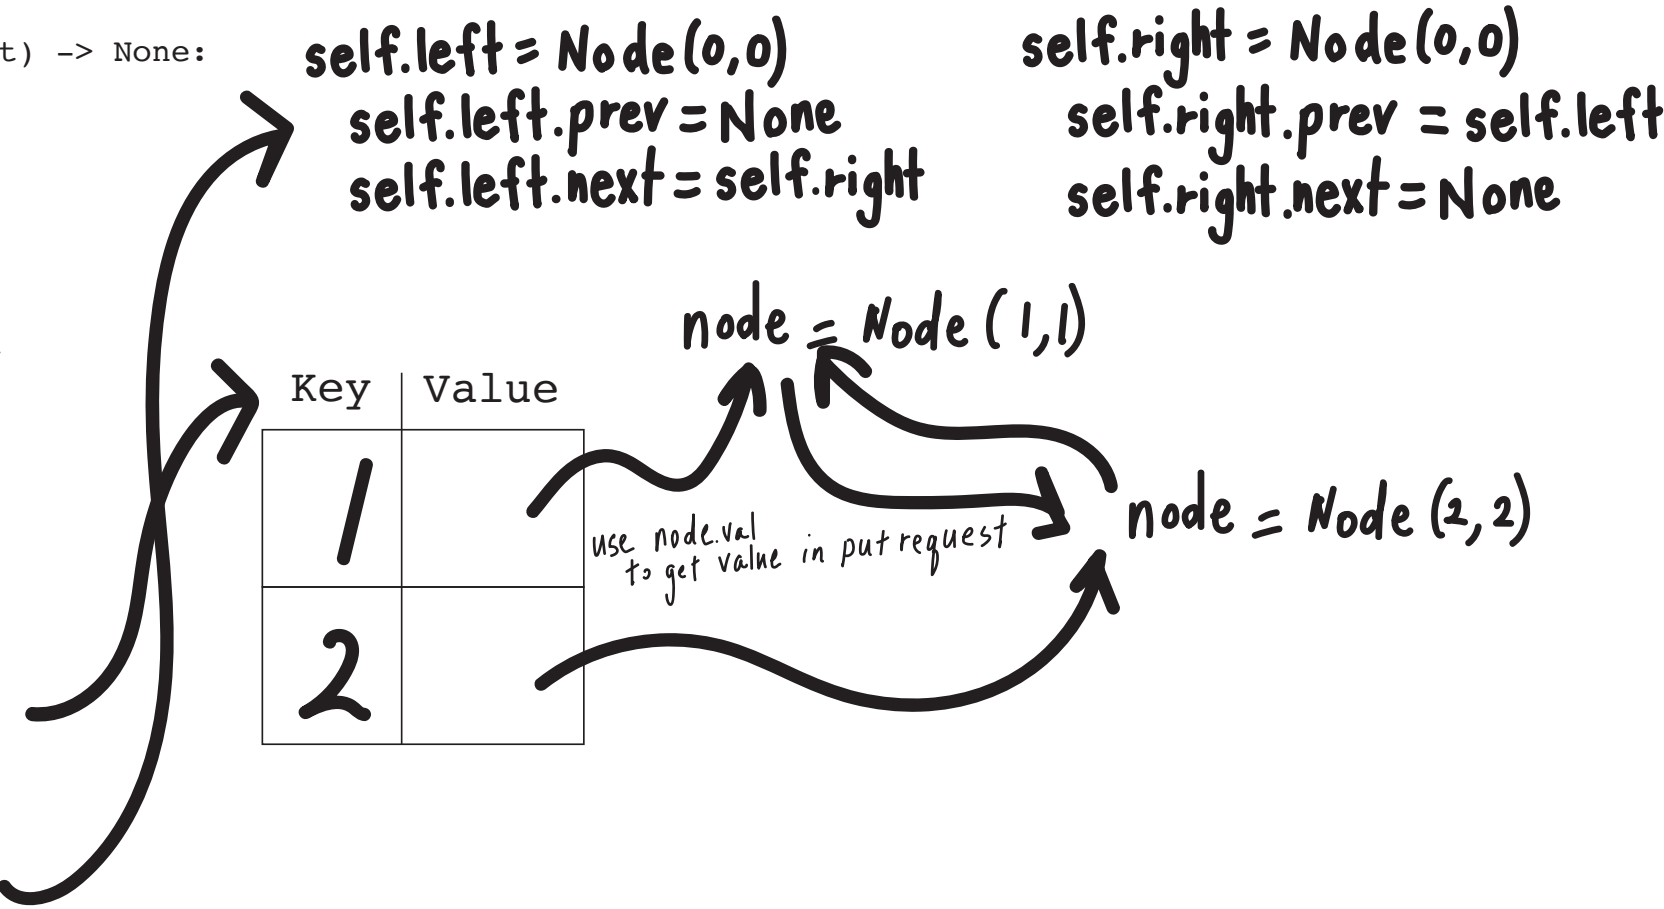 t) -> None:
self.left = Node(0,0)
self.left.prev = None
self.left.next = self.right
self.right = Node(0,0)
self.right.prev = self.left
self.right.next = None
node = Node (1,1)
Key Value
1
2
use node.val
to get value in put request
node = Node (2,2)